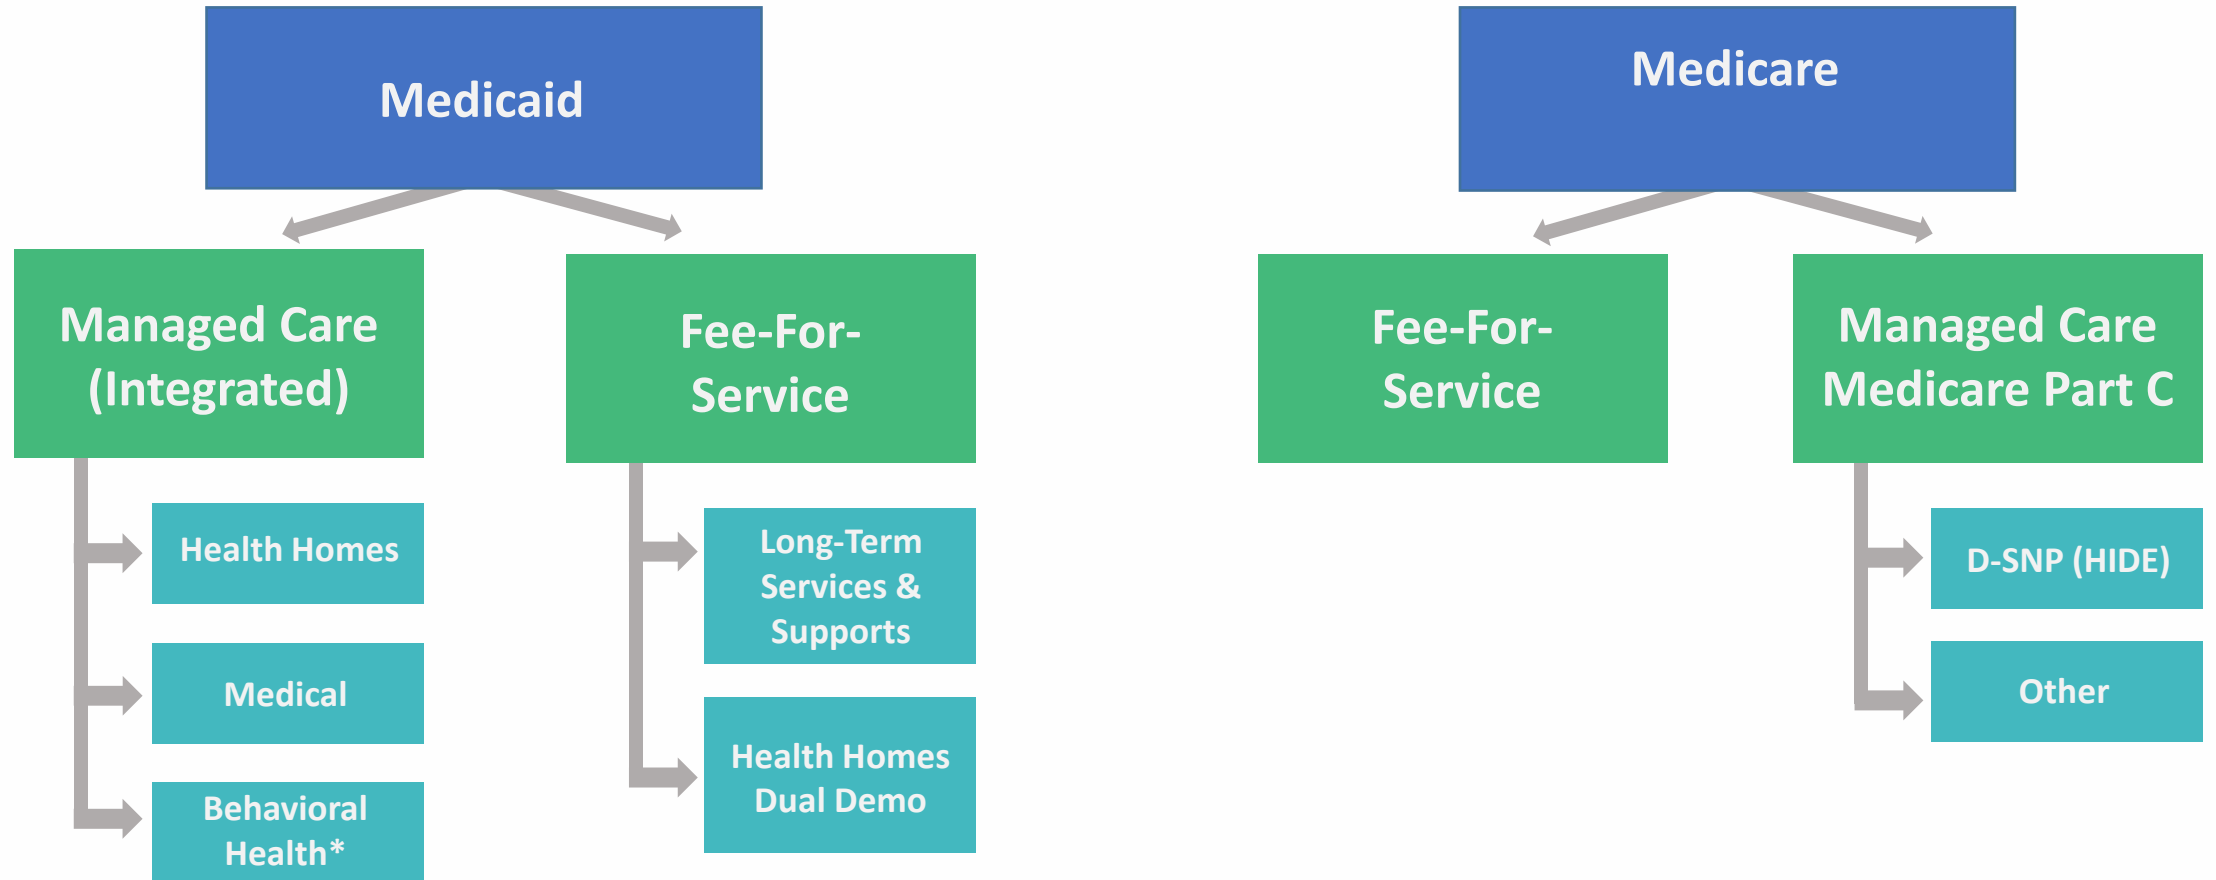 Medicaid
Medicare
Managed Care
(Integrated)
Fee-For-
Service
Fee-For-
Service
Managed Care
Medicare Part C
Health Homes
Medical
Behavioral
Health*
Long-Term
Services &
Supports
Health Homes
Dual Demo
D-SNP (HIDE)
Other